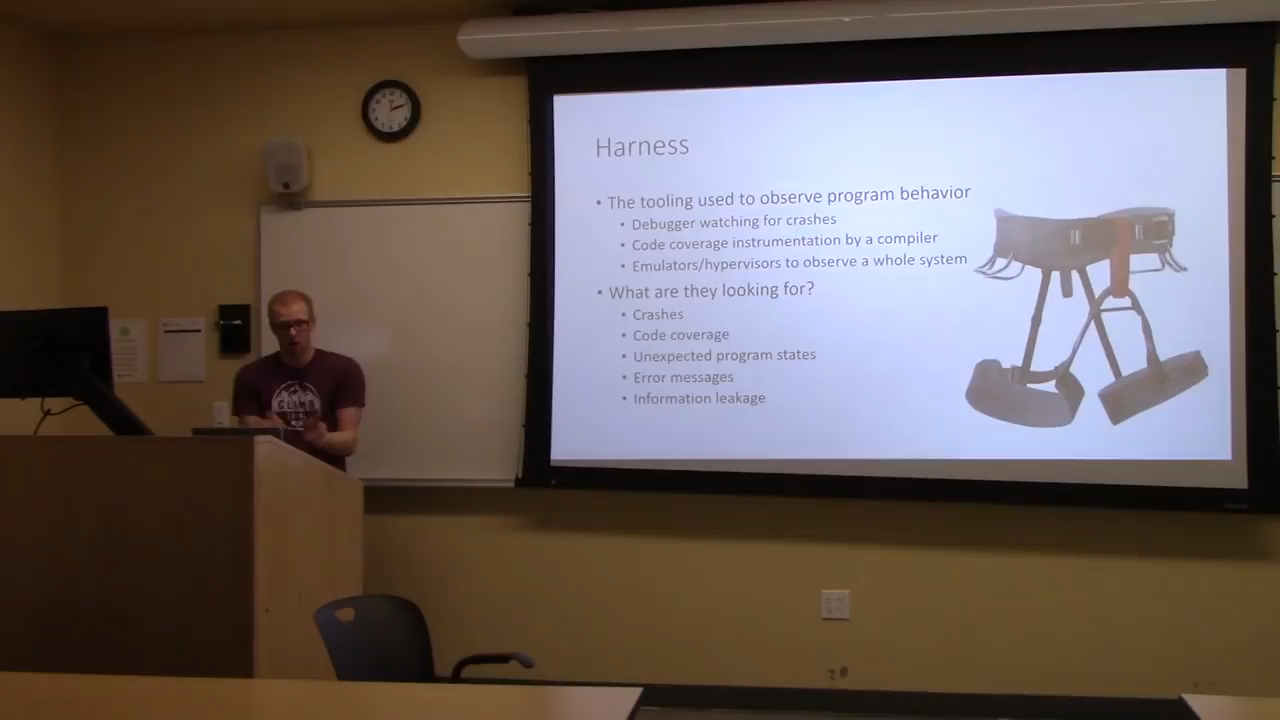 Harness
• The tooling used to observe program behavior
• Debugger watching for crashes
• Code coverage instrumentation by a compiler
• Emulators/hypervisors to observe a whole system
• What are they looking for?
• Crashes
• Code coverage
• Unexpected program states
• Error messages
• Information leakage
CLIMB